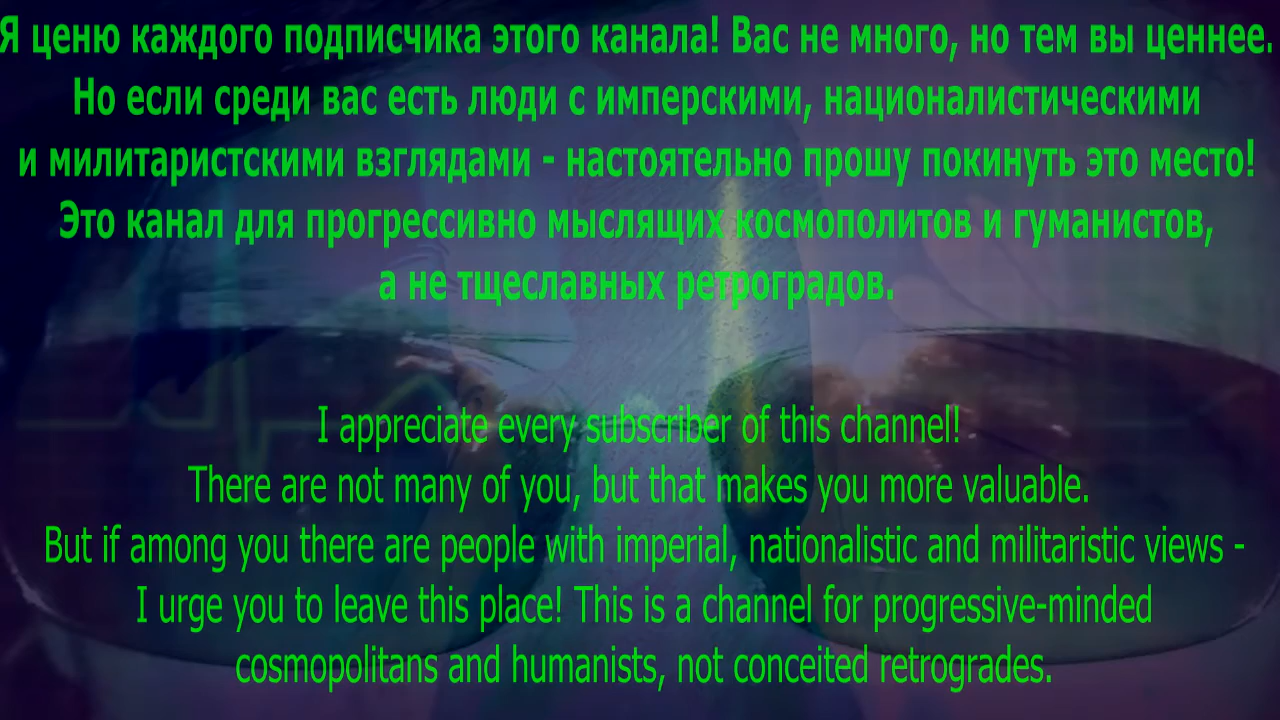 Я ценю каждого подписчика этого канала! Вас не много, но тем вы ценнее.
Но если среди вас есть люди с имперскими, националистическими
и милитаристскими взглядами - настоятельно прошу покинуть это место!
Это канал для прогрессивно мыслящих космополитов и гуманистов,
а не тщеславных ретроградов.
I appreciate every subscriber of this channel!
There are not many of you, but that makes you more valuable.
But if among you there are people with imperial, nationalistic and militaristic views -
I urge you to leave this place! This is a channel for progressive-minded
cosmopolitans and humanists, not conceited retrogrades.